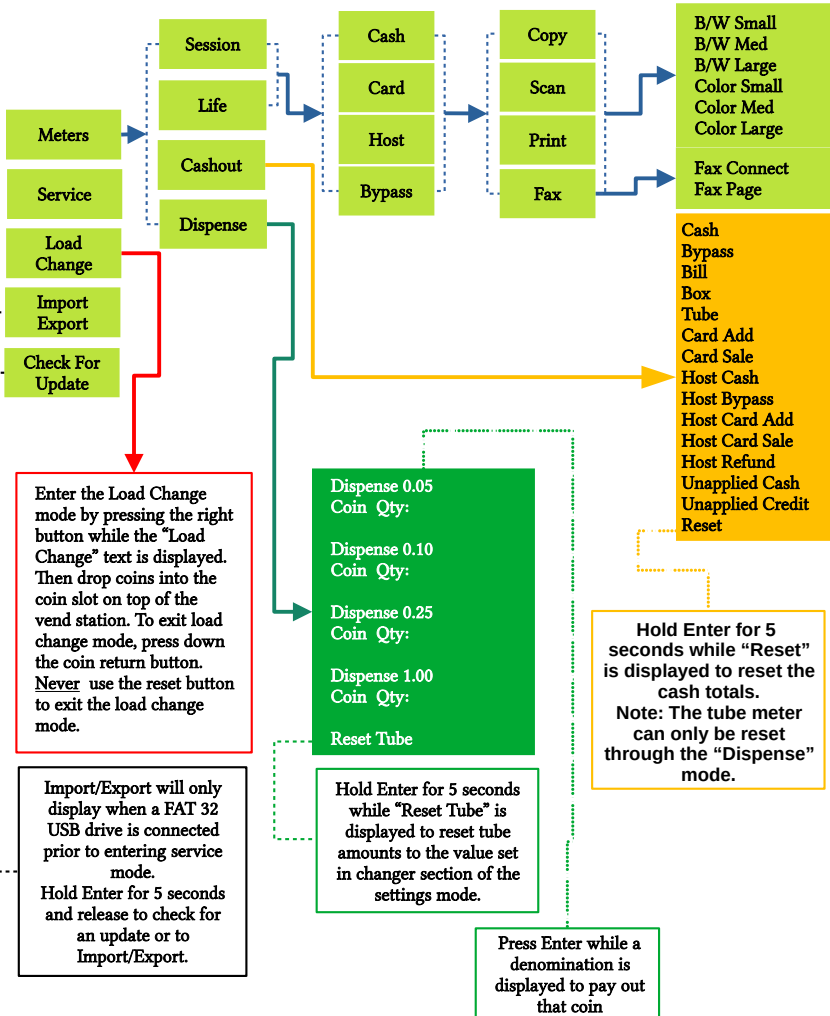 Meters
Service
Load
Change
Import
Export
Check For
Update
Session
Life
Cashout
Dispense
Cash
Card
Host
Bypass
Copy
Scan
Print
Fax
B/W Small
B/W Med
B/W Large
Color Small
Color Med
Color Large
Fax Connect
Fax Page
Cash
Bypass
Bill
Box
Tube
Card Add
Card Sale
Host Cash
Host Bypass
Host Card Add
Host Card Sale
Host Refund
Unapplied Cash
Unapplied Credit
Reset
Enter the Load Change
mode by pressing the right
button while the “Load
Change” text is displayed.
Then drop coins into the
coin slot on top of the
vend station. To exit load
change mode, press down
the coin return button.
Never use the reset button
to exit the load change
mode.
Dispense 0.05
Coin Qty:
Dispense 0.10
Coin Qty:
Dispense 0.25
Coin Qty:
Dispense 1.00
Coin Qty:
Reset Tube
Hold Enter for 5
seconds while “Reset”
is displayed to reset the
cash totals.
Note: The tube meter
can only be reset
through the “Dispense”
mode.
Import/Export will only
display when a FAT 32
USB drive is connected
prior to entering service
mode.
Hold Enter for 5 seconds
and release to check for
an update or to
Import/Export.
Hold Enter for 5 seconds
while “Reset Tube” is
displayed to reset tube
amounts to the value set
in changer section of the
settings mode.
Press Enter while a
denomination is
displayed to pay out
that coin